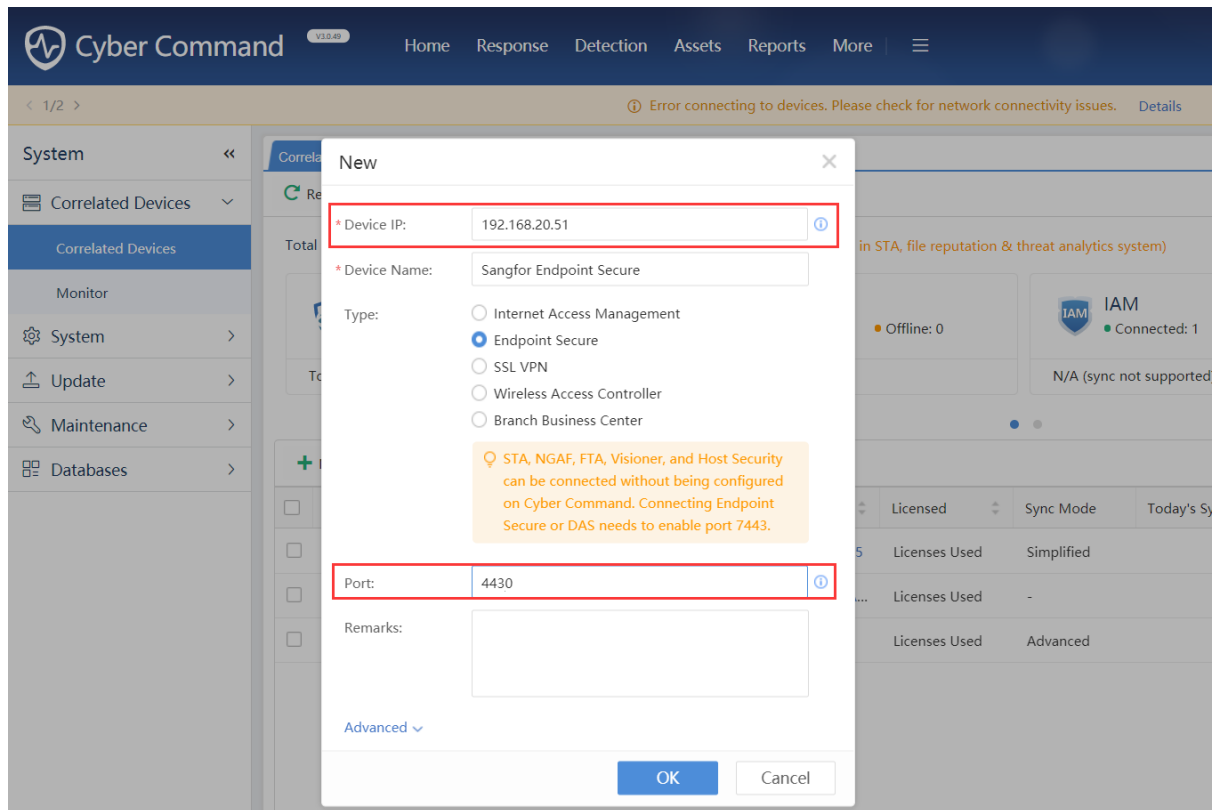 Cyber Command V3.0.49 Home Response Detection Assets Reports More
1/2 Error connecting to devices. Please check for network connectivity issues. Details
System
Correlated Devices
Correlated Devices
Monitor
System
Update
Maintenance
Databases
Correla
Re
Total
in STA, file reputation & threat analytics system)
To
Offline: 0
IAM
IAM
Connected: 1
N/A (sync not supported)
New
* Device IP: 192.168.20.51
* Device Name: Sangfor Endpoint Secure
Type: Internet Access Management
Endpoint Secure
SSL VPN
Wireless Access Controller
Branch Business Center
STA, NGAF, FTA, Visioner, and Host Security
can be connected without being configured
on Cyber Command. Connecting Endpoint
Secure or DAS needs to enable port 7443.
Port: 4430
Remarks:
Advanced
OK Cancel
Licensed Sync Mode Today's Sy
5 Licenses Used Simplified
... Licenses Used -
Licenses Used Advanced